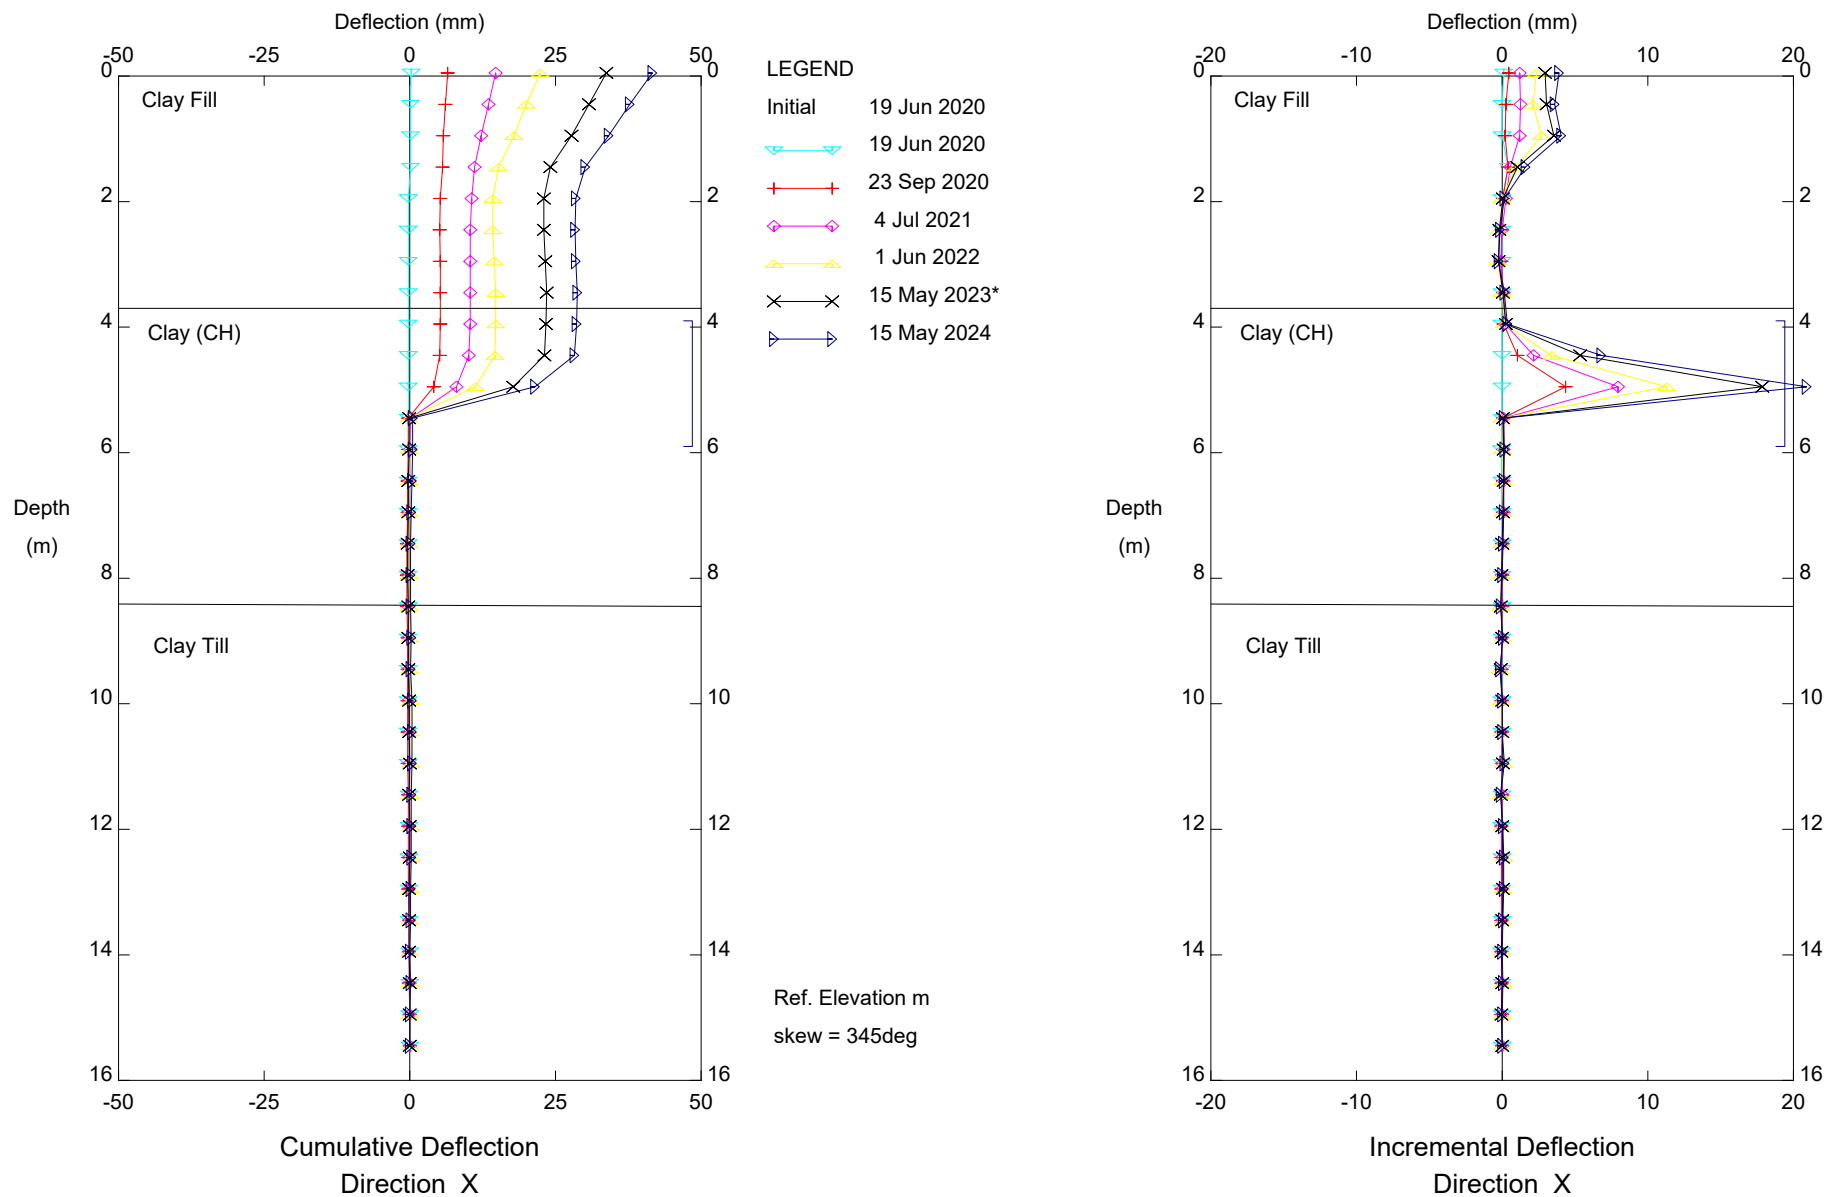 Deflection (mm)
-50 -25 0 25 50
0 0
Clay Fill
2 2
4 4
Clay (CH)
6 6
Depth
(m)
8 8
Clay Till
10 10
12 12
14 14
16 16
-50 -25 0 25 50
Cumulative Deflection
Direction X
LEGEND
Initial 19 Jun 2020
19 Jun 2020
23 Sep 2020
4 Jul 2021
1 Jun 2022
15 May 2023*
15 May 2024
Ref. Elevation m
skew = 345deg
Deflection (mm)
-20 -10 0 10 20
0 0
Clay Fill
2 2
4 4
Clay (CH)
6 6
Depth
(m)
8 8
Clay Till
10 10
12 12
14 14
16 16
-20 -10 0 10 20
Incremental Deflection
Direction X